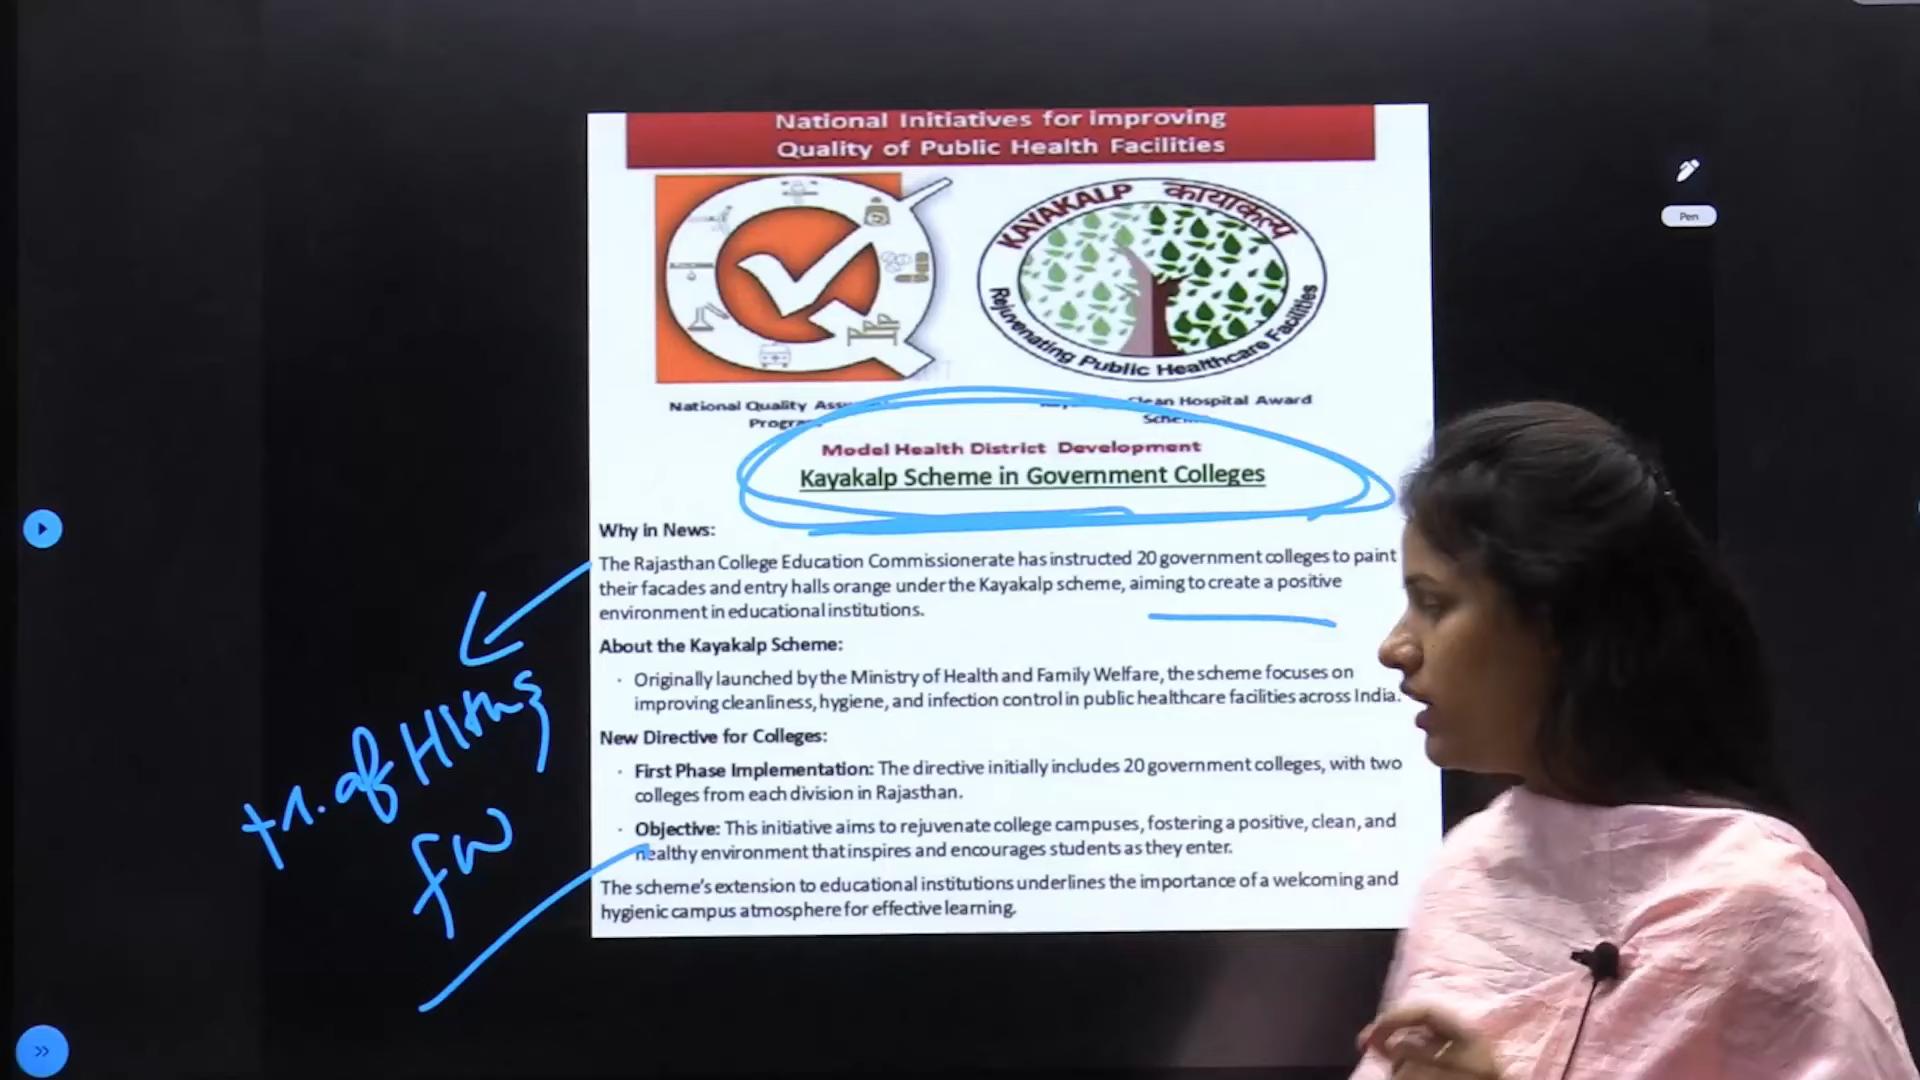 National Initiatives for Improving
Quality of Public Health Facilities
KAYAKALP कायाकल्प
Rejuvenating Public Healthcare Facilities
National Quality
Clean Hospital Award
Model Health District Development
Kayakalp Scheme in Government Colleges
Why in News:
The Rajasthan College Education Commissionerate has instructed 20 government colleges to paint
their facades and entry halls orange under the Kayakalp scheme, aiming to create a positive
environment in educational institutions.
About the Kayakalp Scheme:
· Originally launched by the Ministry of Health and Family Welfare, the scheme focuses on
improving cleanliness, hygiene, and infection control in public healthcare facilities across India.
New Directive for Colleges:
· First Phase Implementation: The directive initially includes 20 government colleges, with two
colleges from each division in Rajasthan.
· Objective: This initiative aims to rejuvenate college campuses, fostering a positive, clean, and
healthy environment that inspires and encourages students as they enter.
The scheme's extension to educational institutions underlines the importance of a welcoming and
hygienic campus atmosphere for effective learning.
of
FW
Pen